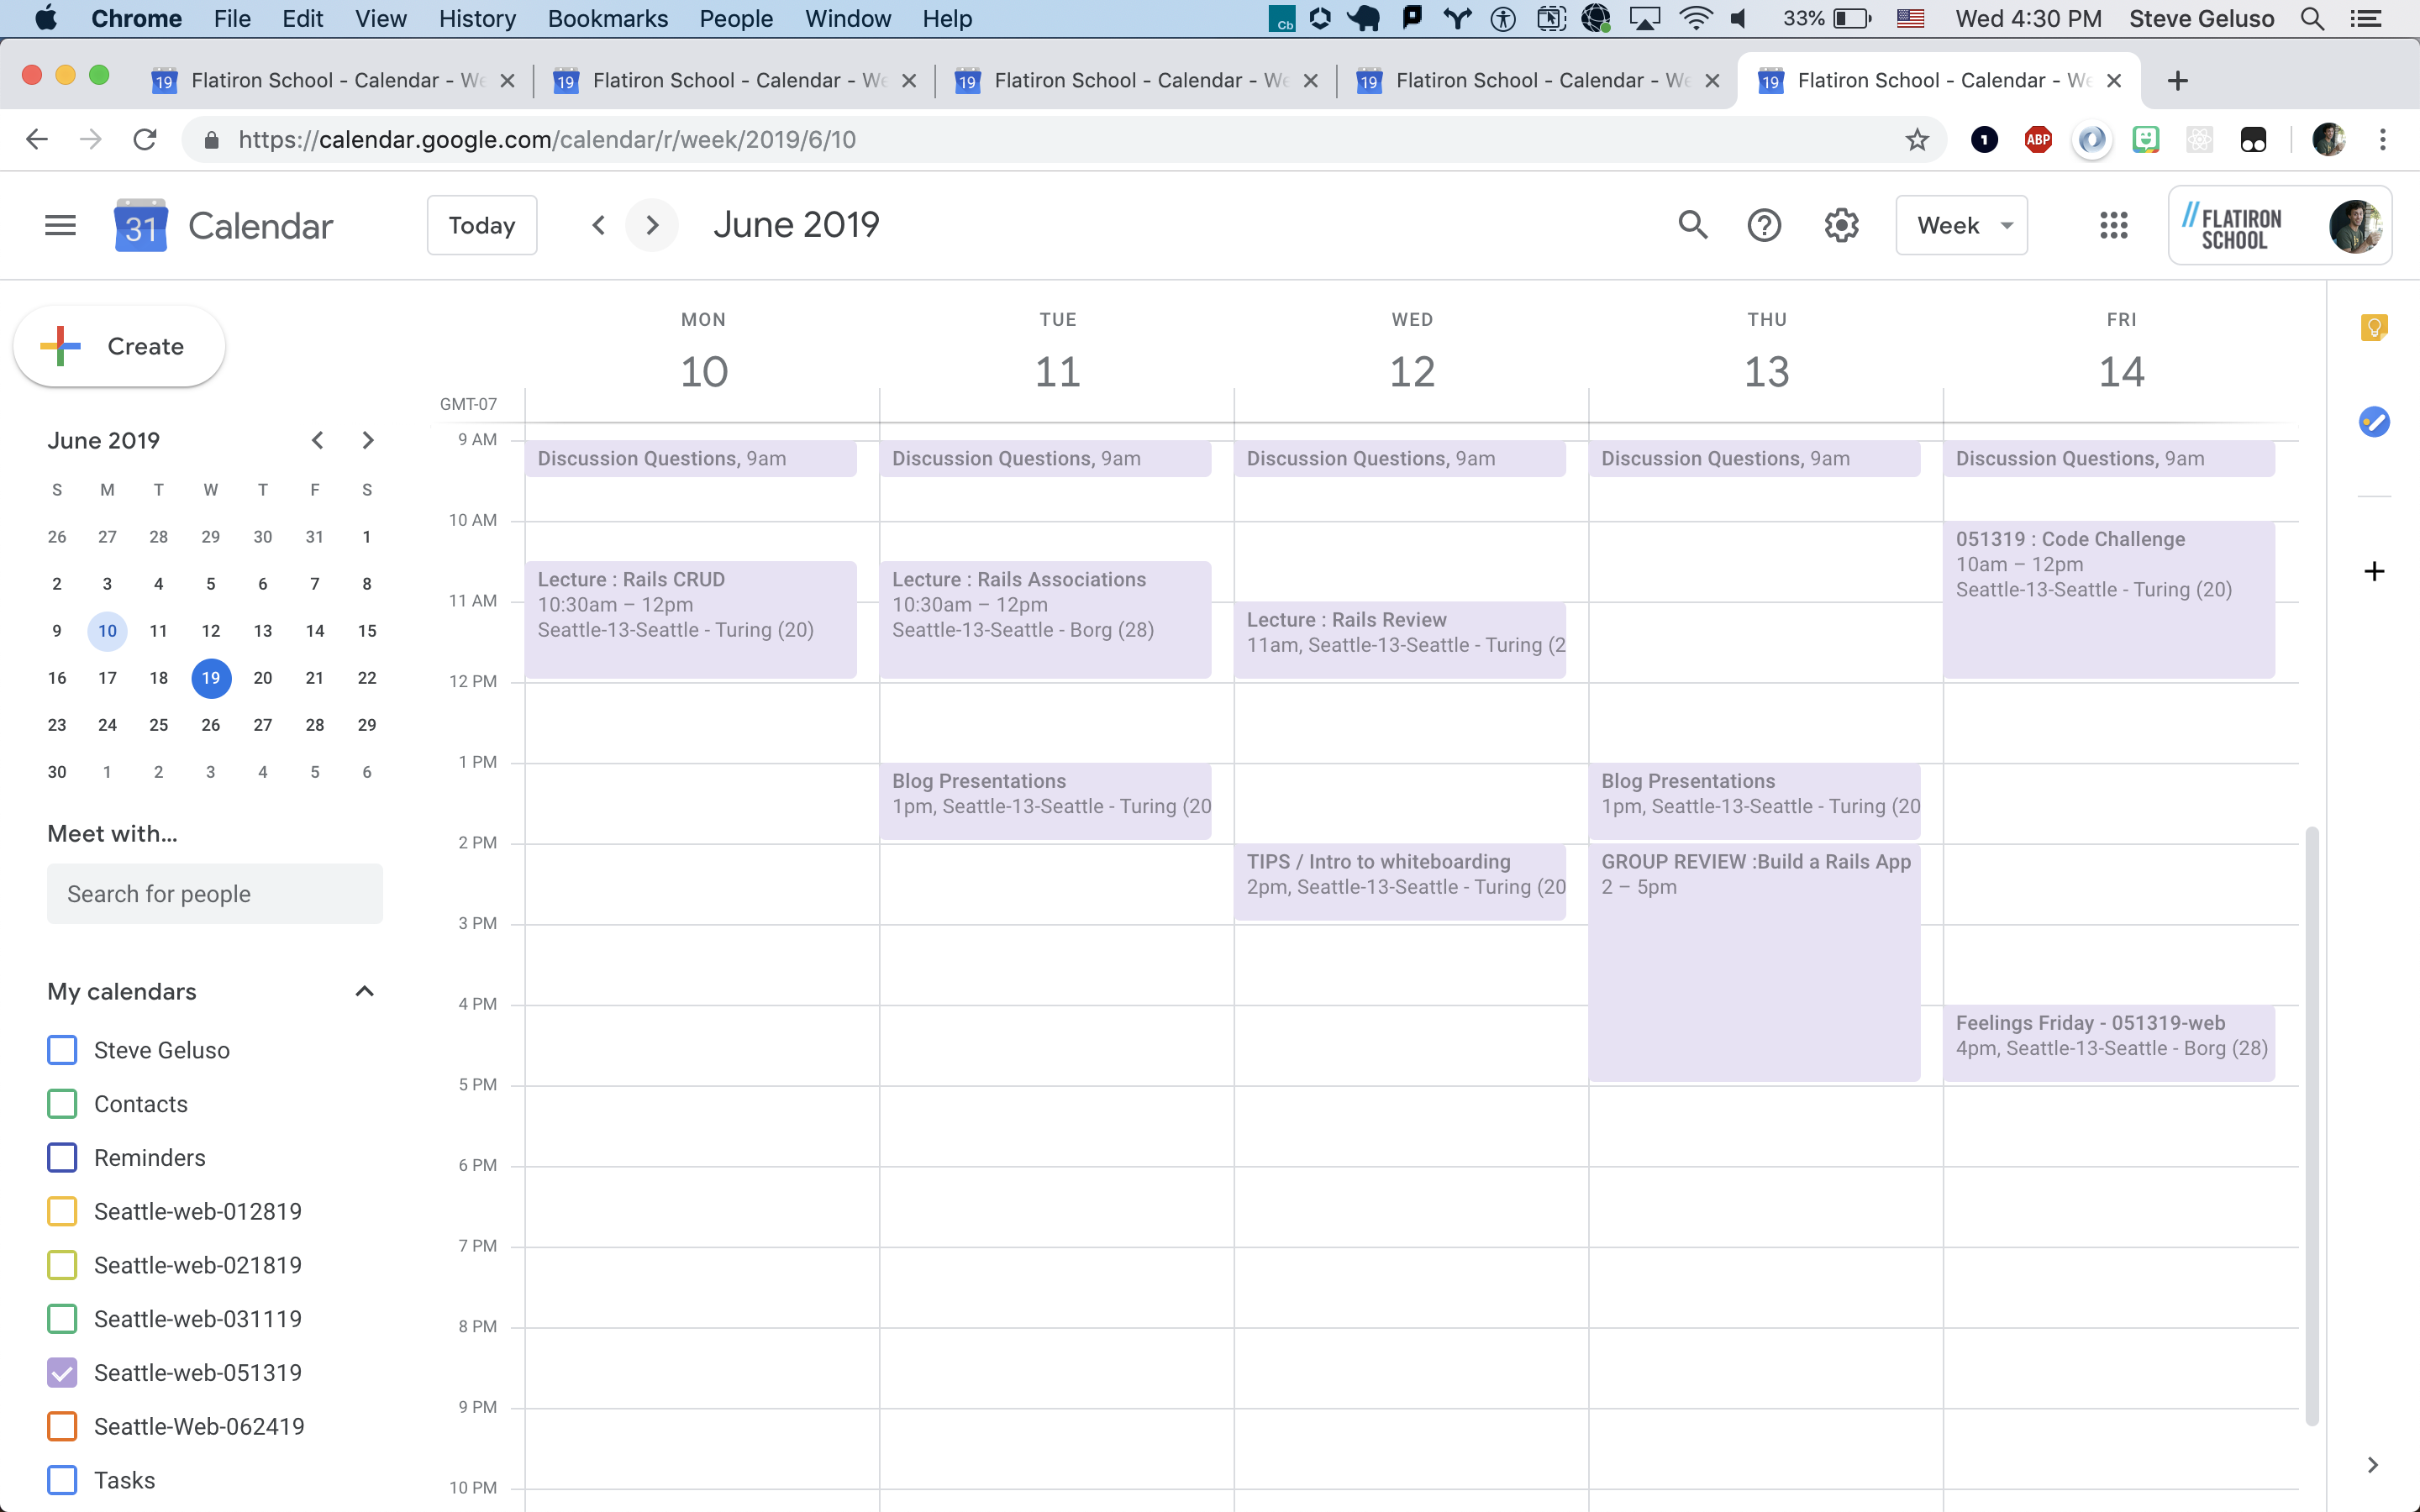 Chrome File Edit View History Bookmarks People Window Help 33% Wed 4:30 PM Steve Geluso
19 Flatiron School - Calendar - We 19 Flatiron School - Calendar - We 19 Flatiron School - Calendar - We 19 Flatiron School - Calendar - We 19 Flatiron School - Calendar - We
https://calendar.google.com/calendar/r/week/2019/6/10 1 ABP
31 Calendar Today June 2019 Week // FLATIRON SCHOOL
Create
June 2019
S M T W T F S
26 27 28 29 30 31 1
2 3 4 5 6 7 8
9 10 11 12 13 14 15
16 17 18 19 20 21 22
23 24 25 26 27 28 29
30 1 2 3 4 5 6
Meet with...
Search for people
My calendars
Steve Geluso
Contacts
Reminders
Seattle-web-012819
Seattle-web-021819
Seattle-web-031119
Seattle-web-051319
Seattle-Web-062419
Tasks
GMT-07
9 AM
10 AM
11 AM
12 PM
1 PM
2 PM
3 PM
4 PM
5 PM
6 PM
7 PM
8 PM
9 PM
10 PM
MON
10
Discussion Questions, 9am
Lecture : Rails CRUD
10:30am – 12pm
Seattle-13-Seattle - Turing (20)
TUE
11
Discussion Questions, 9am
Lecture : Rails Associations
10:30am – 12pm
Seattle-13-Seattle - Borg (28)
Blog Presentations
1pm, Seattle-13-Seattle - Turing (20
WED
12
Discussion Questions, 9am
Lecture : Rails Review
11am, Seattle-13-Seattle - Turing (2
TIPS / Intro to whiteboarding
2pm, Seattle-13-Seattle - Turing (20
THU
13
Discussion Questions, 9am
Blog Presentations
1pm, Seattle-13-Seattle - Turing (20
GROUP REVIEW :Build a Rails App
2 – 5pm
FRI
14
Discussion Questions, 9am
051319 : Code Challenge
10am – 12pm
Seattle-13-Seattle - Turing (20)
Feelings Friday - 051319-web
4pm, Seattle-13-Seattle - Borg (28)